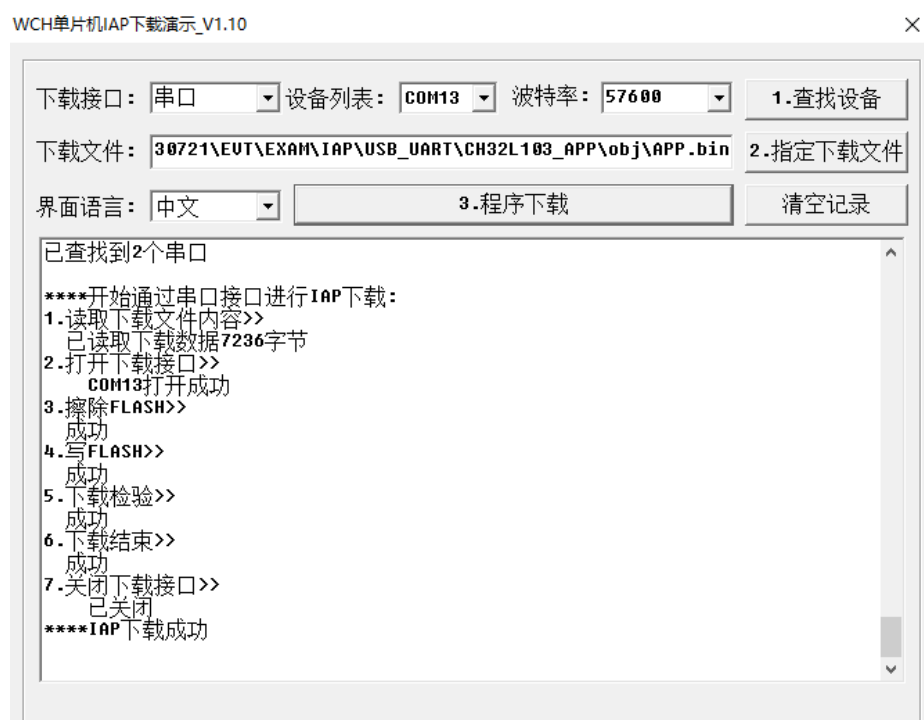 WCH单片机IAP下载演示_V1.10
下载接口: 串口 设备列表: COM13 波特率: 57600 1.查找设备
下载文件: 30721\EVT\EXAM\IAP\USB_UART\CH32L103_APP\obj\APP.bin 2.指定下载文件
界面语言: 中文 3.程序下载 清空记录
已查找到2个串口
****开始通过串口接口进行IAP下载:
1.读取下载文件内容>>
已读取下载数据7236字节
2.打开下载接口>>
COM13打开成功
3.擦除FLASH>>
成功
4.写FLASH>>
成功
5.下载检验>>
成功
6.下载结束>>
成功
7.关闭下载接口>>
已关闭
****IAP下载成功